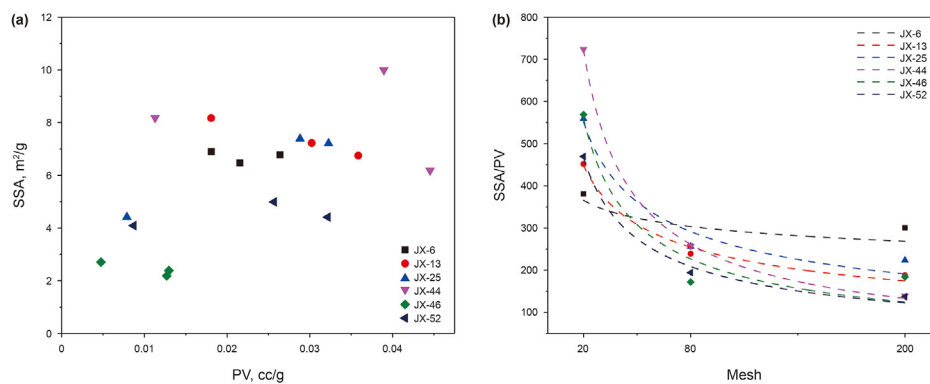 (a)
12
10
8
6
4
2
0
SSA, m²/g
0
0.01
0.02
0.03
0.04
PV, cc/g
JX-6
JX-13
JX-25
JX-44
JX-46
JX-52
(b)
800
700
600
500
400
300
200
100
SSA/PV
20
80
200
Mesh
JX-6
JX-13
JX-25
JX-44
JX-46
JX-52